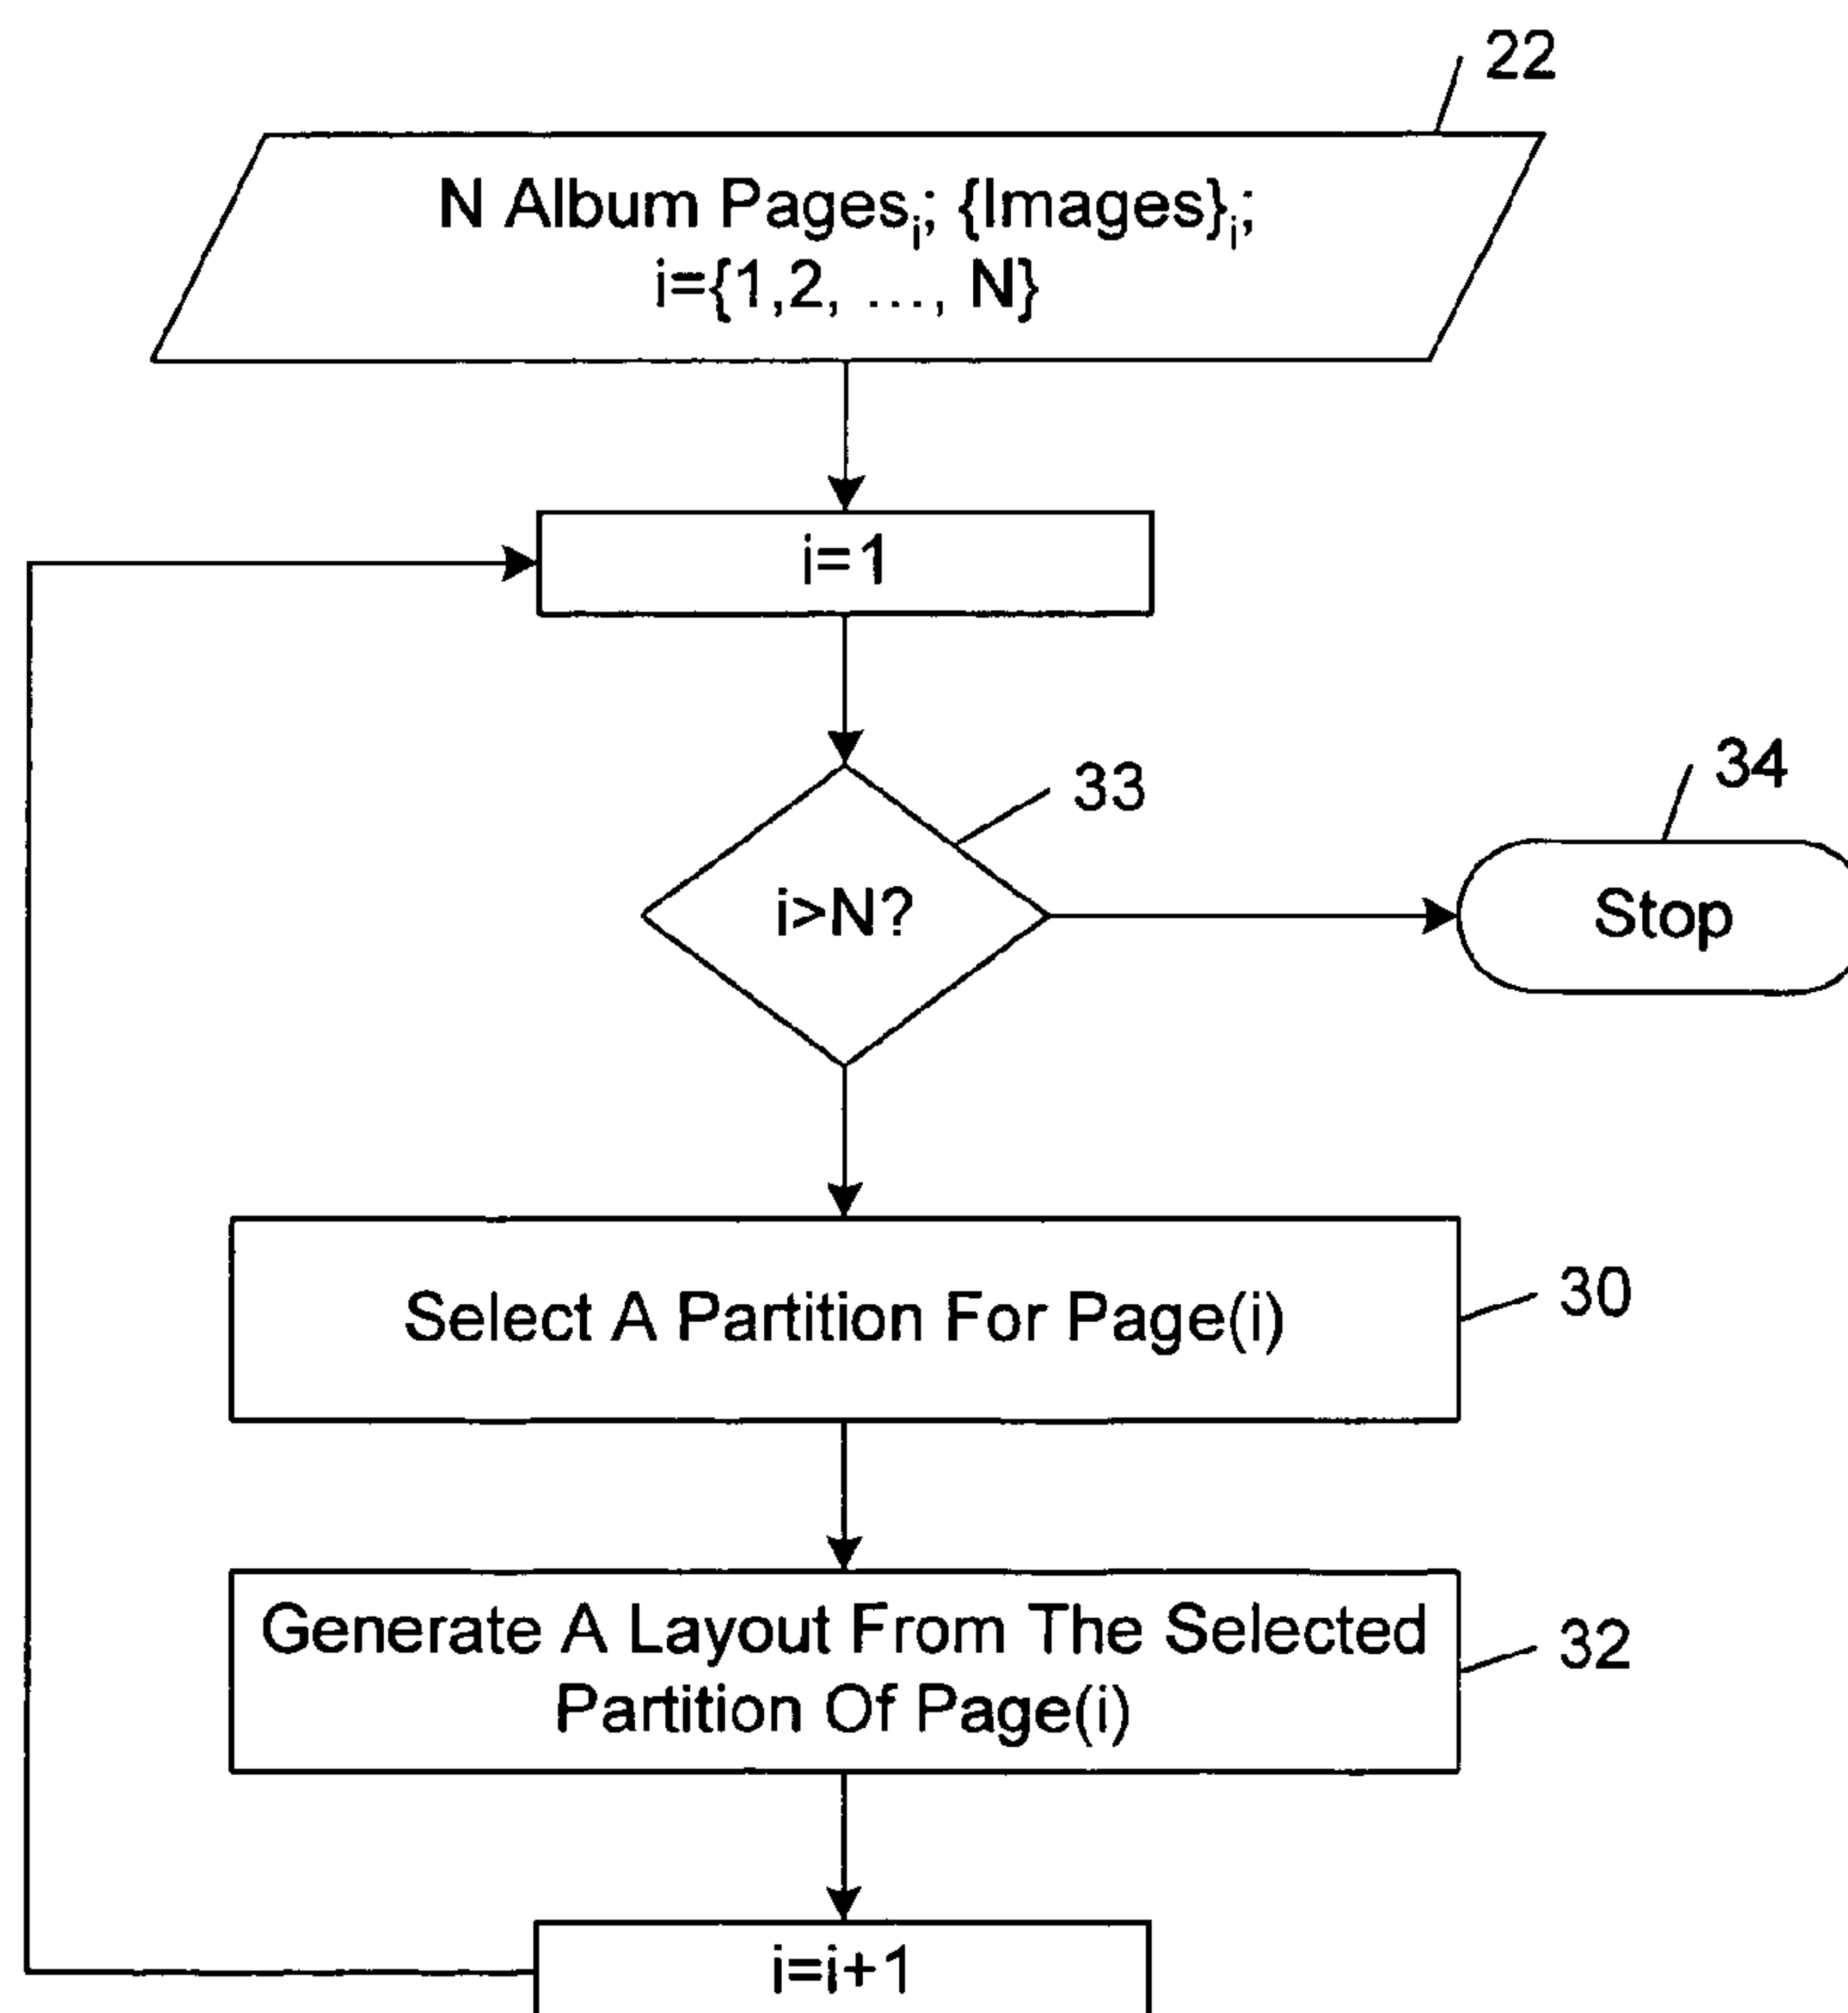 22
N Album Pagesᵢ; {Images}ᵢ;
i={1,2, ..., N}
i=1
33
34
i>N?
Stop
Select A Partition For Page(i)
30
Generate A Layout From The Selected
Partition Of Page(i)
32
i=i+1